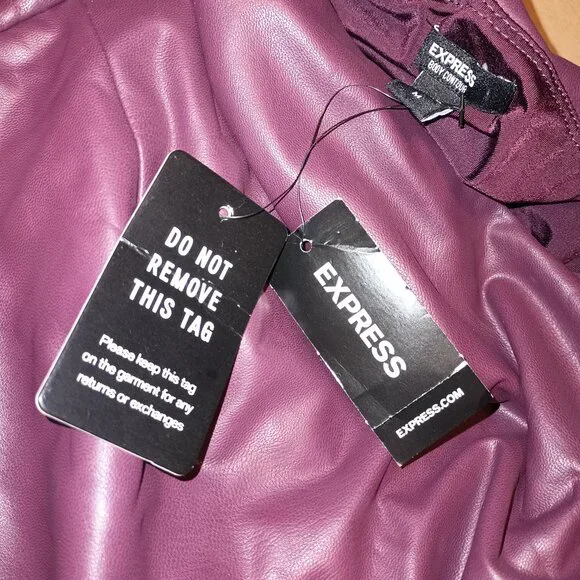 EXPRESS
BODY CONTOUR
M
DO NOT
REMOVE
THIS TAG
Please keep this tag
on the garment for any
returns or exchanges
EXPRESS
EXPRESS.COM